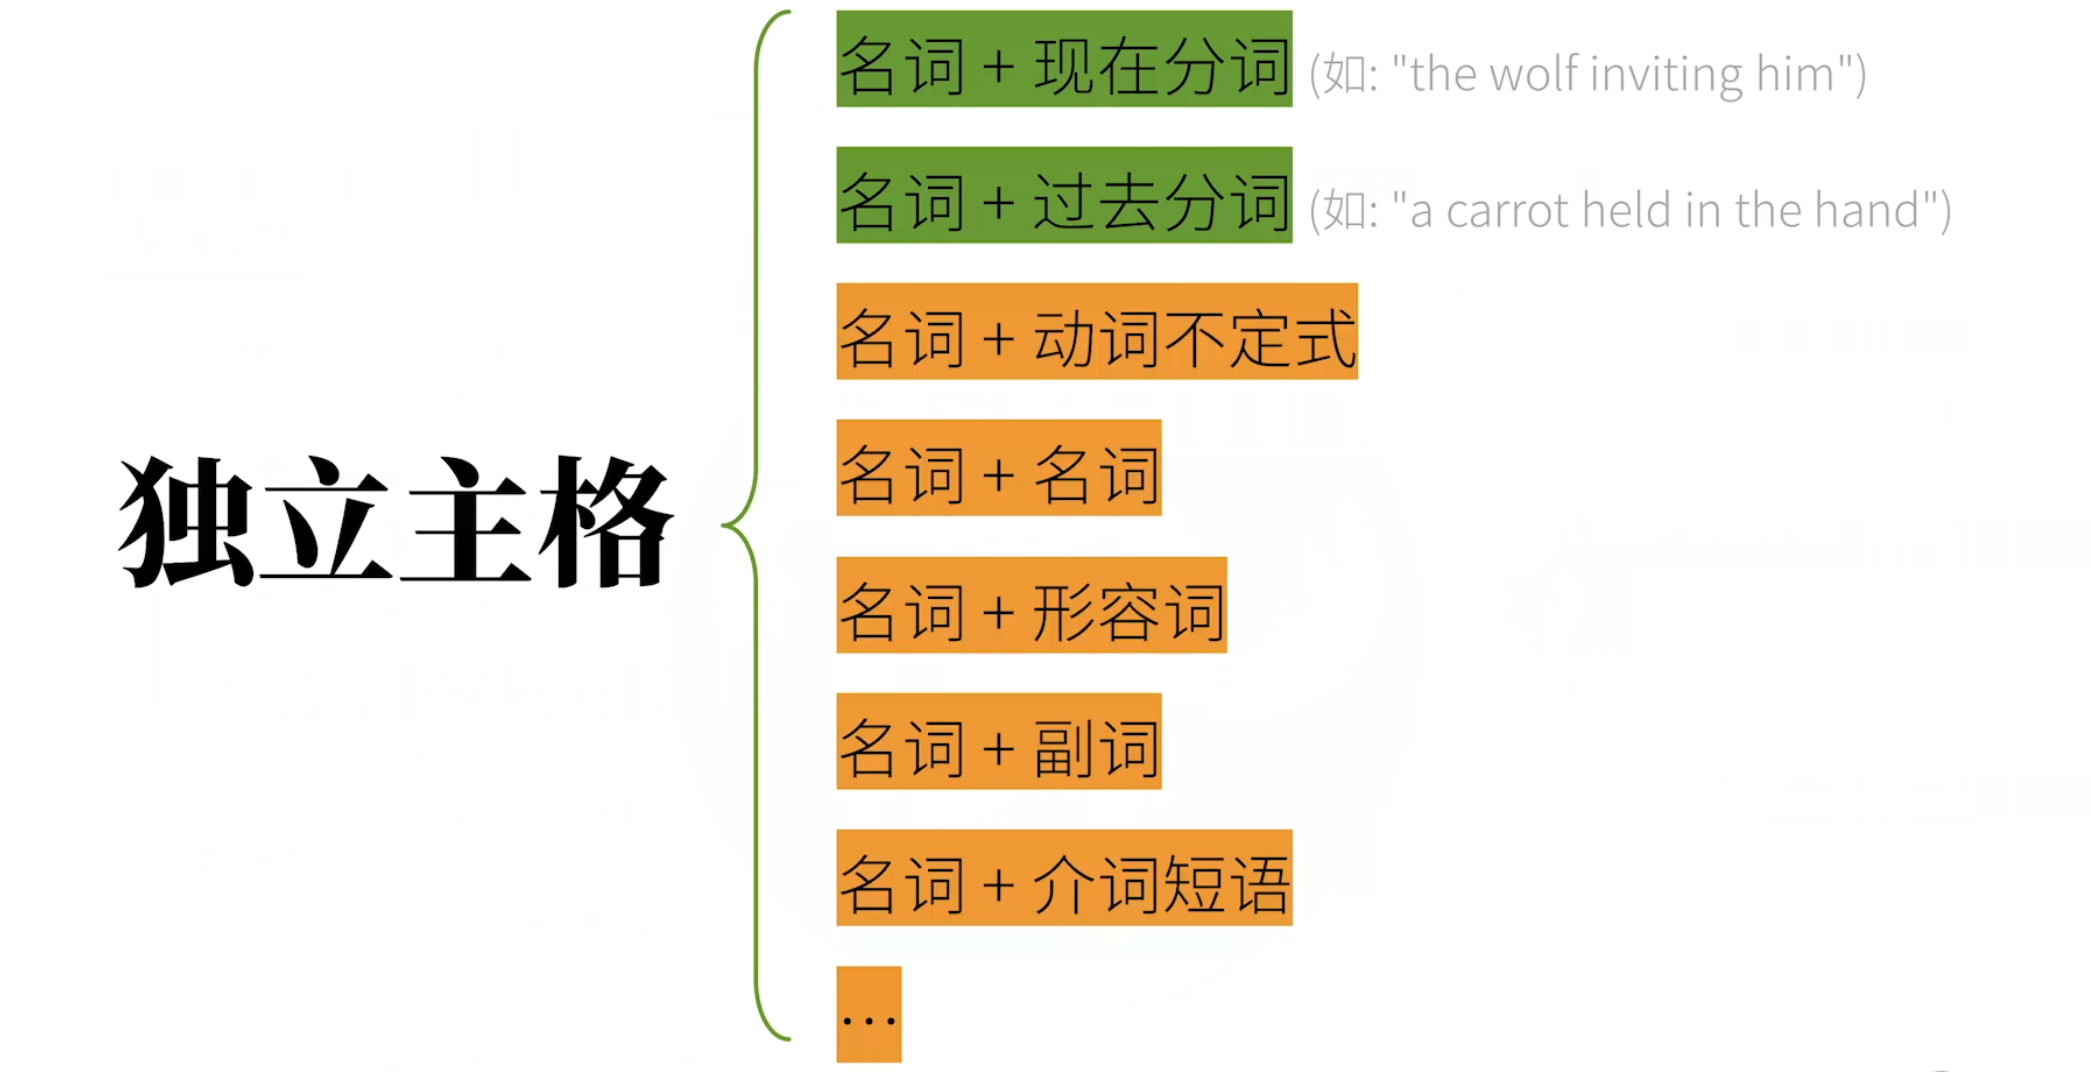 独立主格
名词 + 现在分词 (如: "the wolf inviting him")
名词 + 过去分词 (如: "a carrot held in the hand")
名词 + 动词不定式
名词 + 名词
名词 + 形容词
名词 + 副词
名词 + 介词短语
...